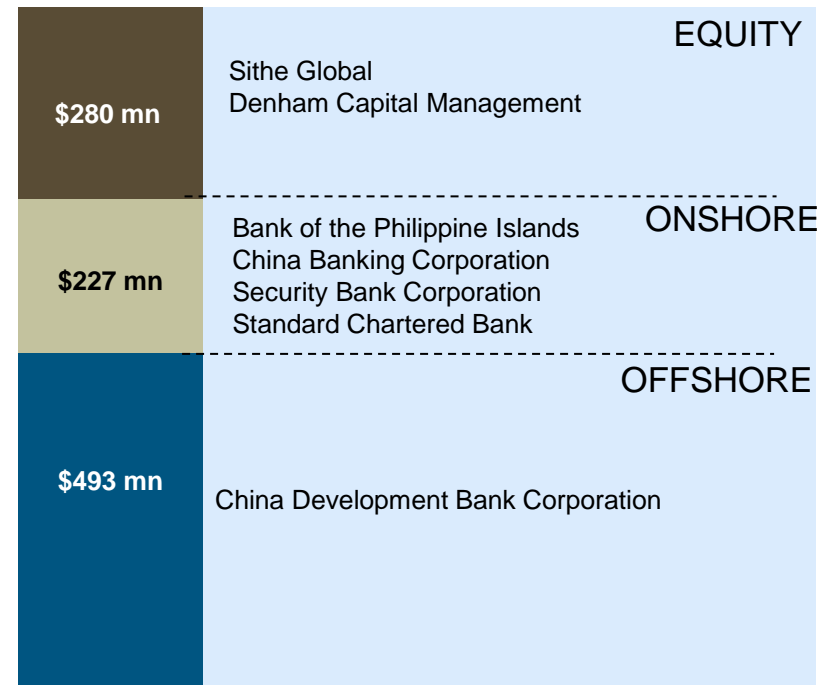 EQUITY
Sithe Global
Denham Capital Management
$280 mn
ONSHORE
Bank of the Philippine Islands
China Banking Corporation
Security Bank Corporation
Standard Chartered Bank
$227 mn
OFFSHORE
$493 mn
China Development Bank Corporation